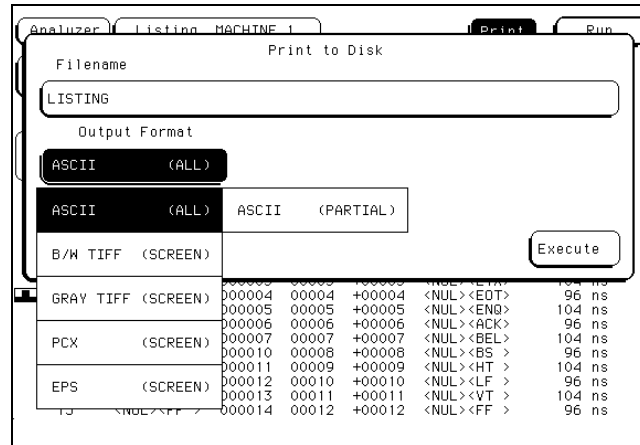 Analyzer Listing MACHINE 1 Print Run
Print to Disk
Filename
LISTING
Output Format
ASCII (ALL)
ASCII (ALL) ASCII (PARTIAL)
B/W TIFF (SCREEN)
Execute
GRAY TIFF (SCREEN)
PCX (SCREEN)
EPS (SCREEN)
000004 00004 +00004 <NUL><EOT> 96 ns
000005 00005 +00005 <NUL><ENQ> 104 ns
000006 00006 +00006 <NUL><ACK> 96 ns
000007 00007 +00007 <NUL><BEL> 104 ns
000010 00008 +00008 <NUL><BS > 96 ns
000011 00009 +00009 <NUL><HT > 104 ns
000012 00010 +00010 <NUL><LF > 96 ns
000013 00011 +00011 <NUL><VT > 104 ns
000014 00012 +00012 <NUL><FF > 96 ns